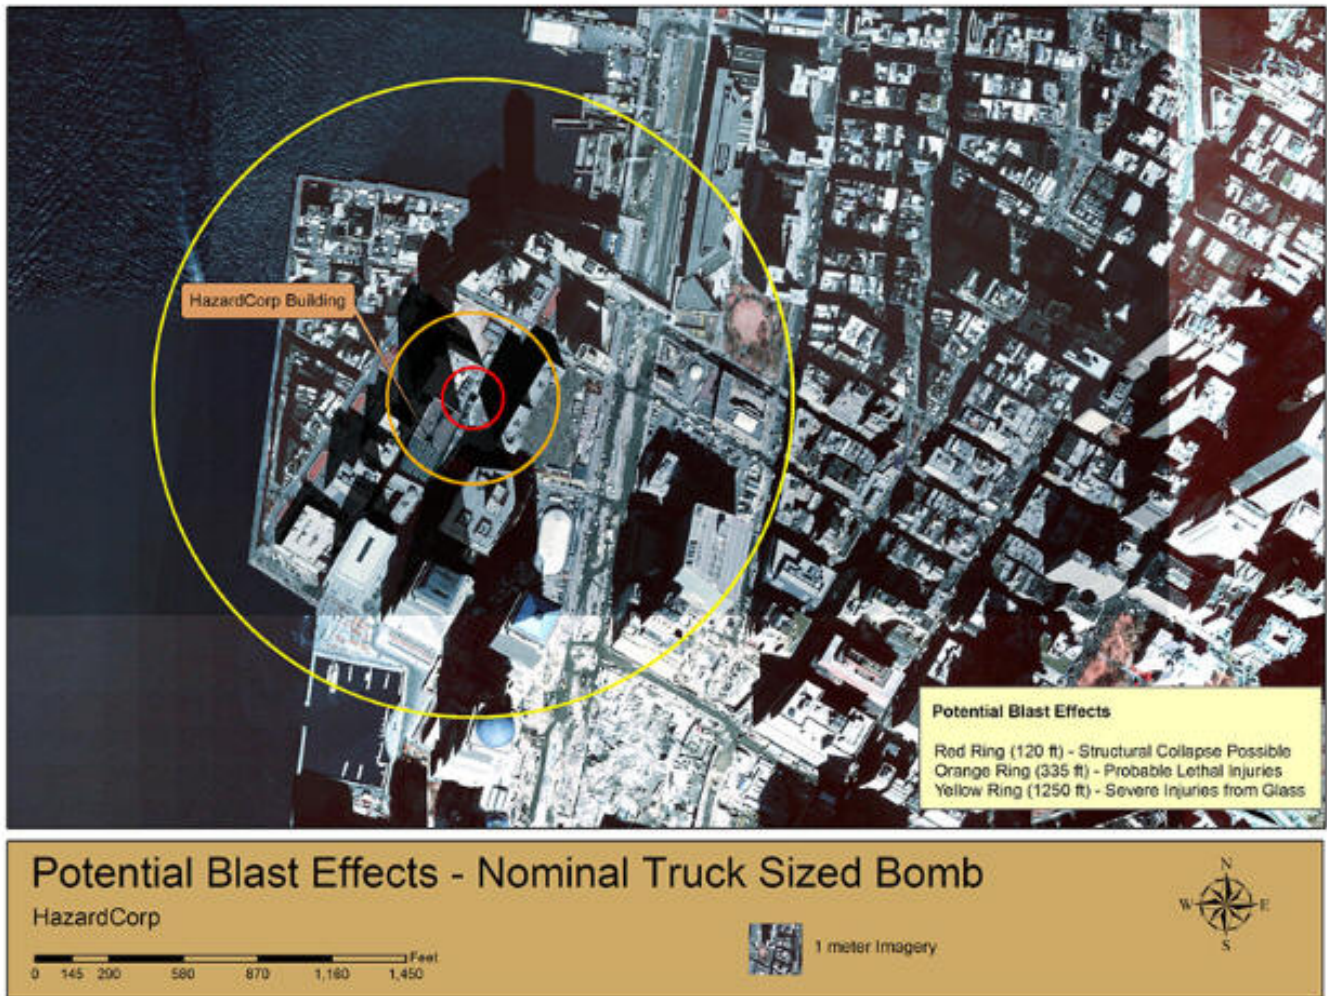 HazardCorp Building
Potential Blast Effects
Red Ring (120 ft) - Structural Collapse Possible
Orange Ring (335 ft) - Probable Lethal Injuries
Yellow Ring (1250 ft) - Severe Injuries from Glass
Potential Blast Effects - Nominal Truck Sized Bomb
HazardCorp
Feet
0 145 290 580 870 1,160 1,450
1 meter Imagery
N
W E
S